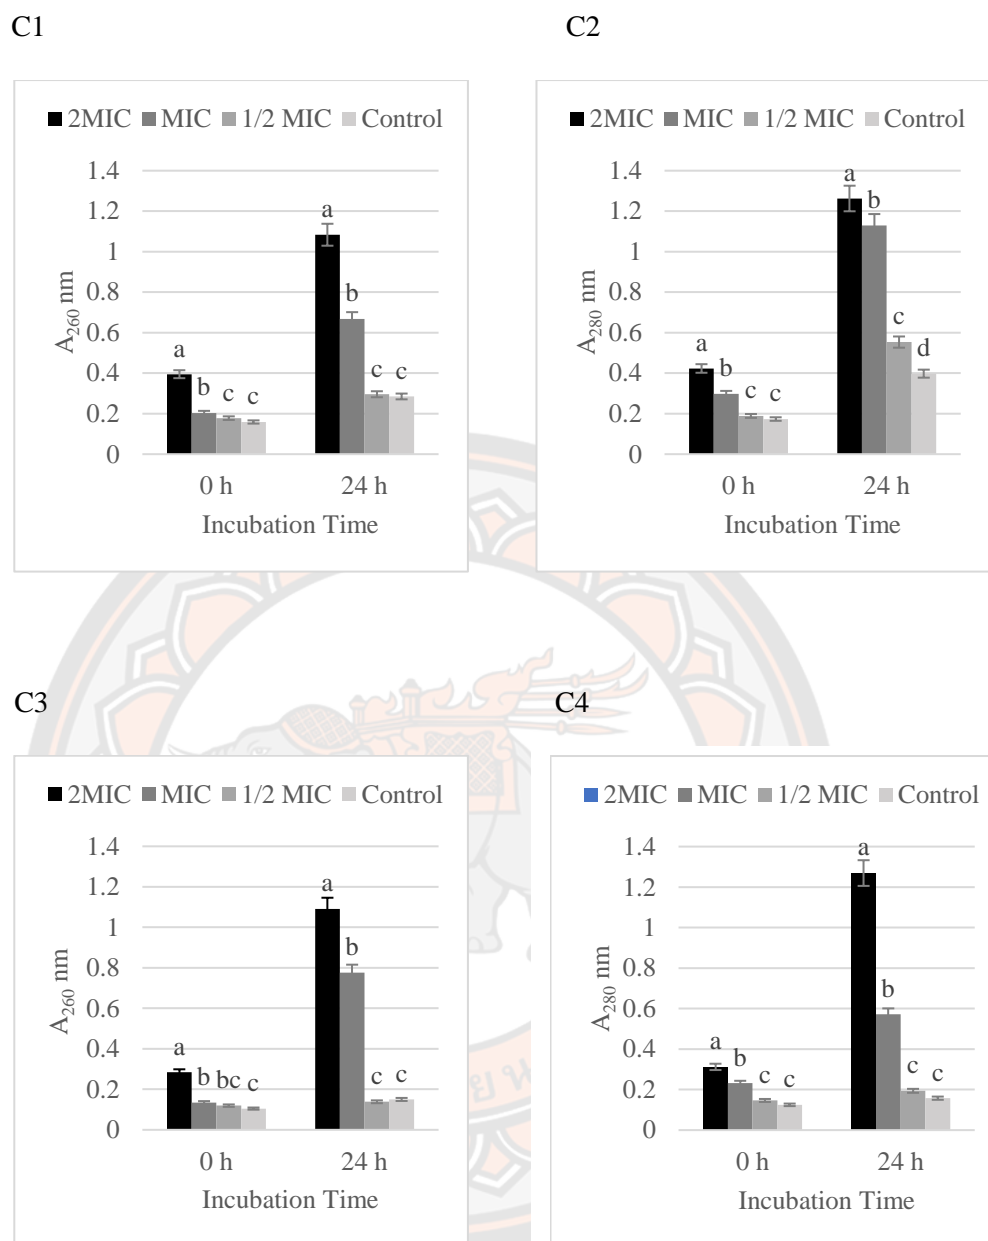 C1
C2
2MIC MIC 1/2 MIC Control
1.4
1.2
1
0.8
0.6
0.4
0.2
0
A260 nm
a
b
c
c
a
b
c
c
0 h
24 h
Incubation Time
2MIC MIC 1/2 MIC Control
1.4
1.2
1
0.8
0.6
0.4
0.2
0
A280 nm
a
b
c
c
a
b
c
d
0 h
24 h
Incubation Time
C3
C4
2MIC MIC 1/2 MIC Control
1.4
1.2
1
0.8
0.6
0.4
0.2
0
A260 nm
a
b
bc
c
a
b
c
c
0 h
24 h
Incubation Time
2MIC MIC 1/2 MIC Control
1.4
1.2
1
0.8
0.6
0.4
0.2
0
A280 nm
a
b
c
c
a
b
c
c
0 h
24 h
Incubation Time